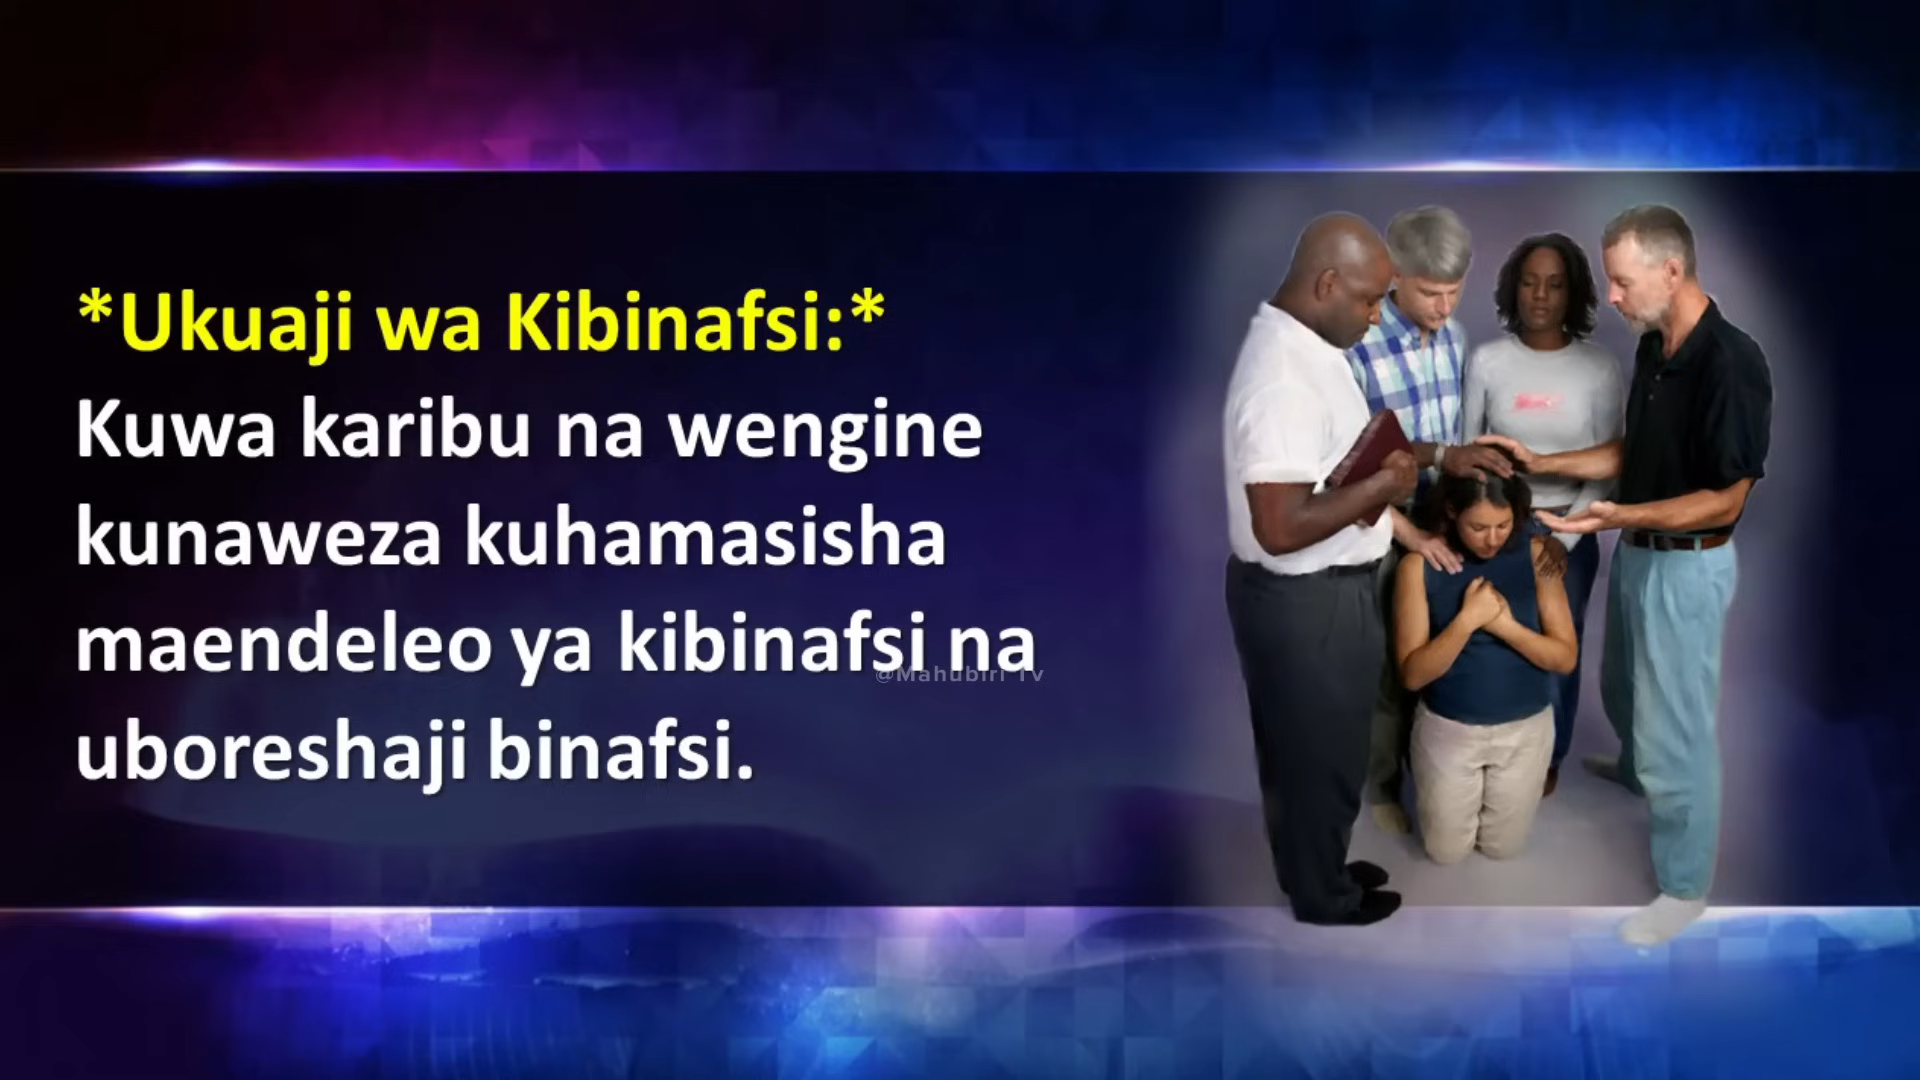 *Ukuaji wa Kibinafsi:*
Kuwa karibu na wengine
kunaweza kuhamasisha
maendeleo ya kibinafsi na
@Mahubiri Tv
uboreshaji binafsi.